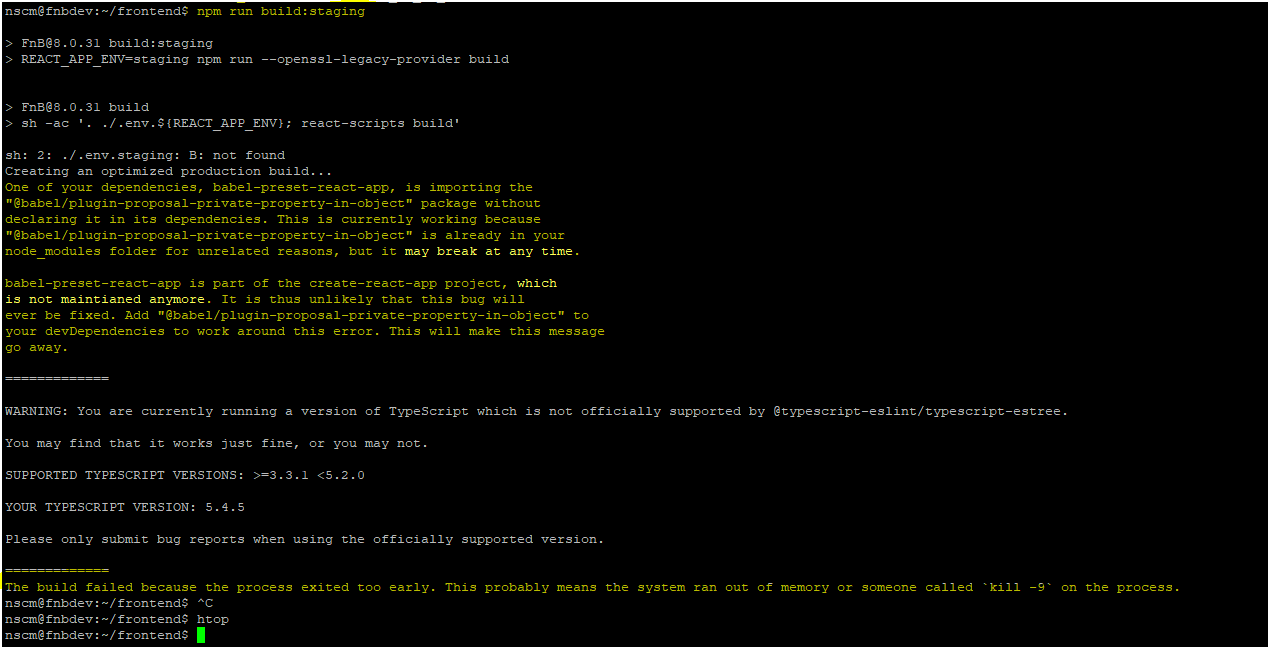 nscm@fnbdev:~/frontend$ npm run build:staging
> FnB@8.0.31 build:staging
> REACT_APP_ENV=staging npm run --openssl-legacy-provider build
> FnB@8.0.31 build
> sh -ac '. ./.env.${REACT_APP_ENV}; react-scripts build'
sh: 2: ./.env.staging: B: not found
Creating an optimized production build...
One of your dependencies, babel-preset-react-app, is importing the
"@babel/plugin-proposal-private-property-in-object" package without
declaring it in its dependencies. This is currently working because
"@babel/plugin-proposal-private-property-in-object" is already in your
node_modules folder for unrelated reasons, but it may break at any time.
babel-preset-react-app is part of the create-react-app project, which
is not maintianed anymore. It is thus unlikely that this bug will
ever be fixed. Add "@babel/plugin-proposal-private-property-in-object" to
your devDependencies to work around this error. This will make this message
go away.
=============
WARNING: You are currently running a version of TypeScript which is not officially supported by @typescript-eslint/typescript-estree.
You may find that it works just fine, or you may not.
SUPPORTED TYPESCRIPT VERSIONS: >=3.3.1 <5.2.0
YOUR TYPESCRIPT VERSION: 5.4.5
Please only submit bug reports when using the officially supported version.
=============
The build failed because the process exited too early. This probably means the system ran out of memory or someone called `kill -9` on the process.
nscm@fnbdev:~/frontend$ ^C
nscm@fnbdev:~/frontend$ htop
nscm@fnbdev:~/frontend$